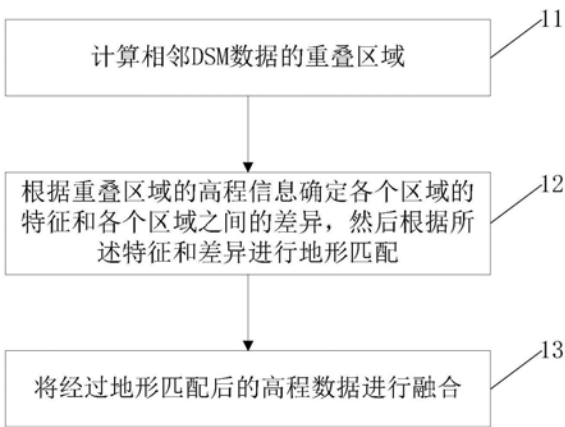 11
计算相邻DSM数据的重叠区域
12
根据重叠区域的高程信息确定各个区域的
特征和各个区域之间的差异，然后根据所
述特征和差异进行地形匹配
13
将经过地形匹配后的高程数据进行融合